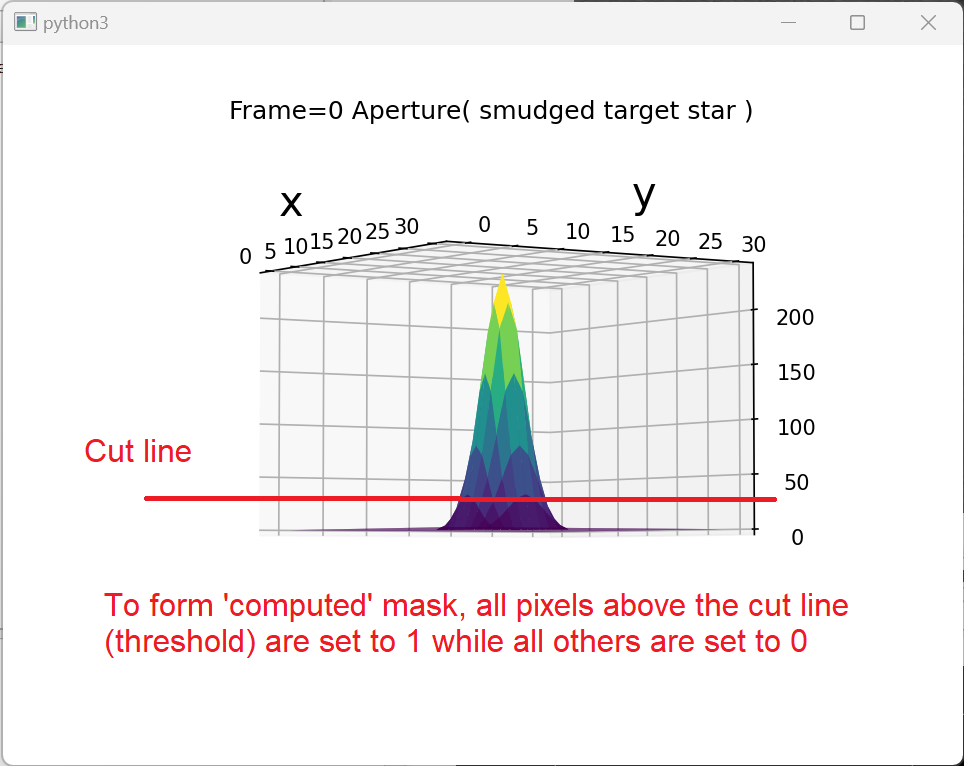 python3
Frame=0 Aperture( smudged target star )
x
y
0 5 10 15 20 25 30
0 5 10 15 20 25 30
200
150
100
Cut line
50
0
To form 'computed' mask, all pixels above the cut line
(threshold) are set to 1 while all others are set to 0